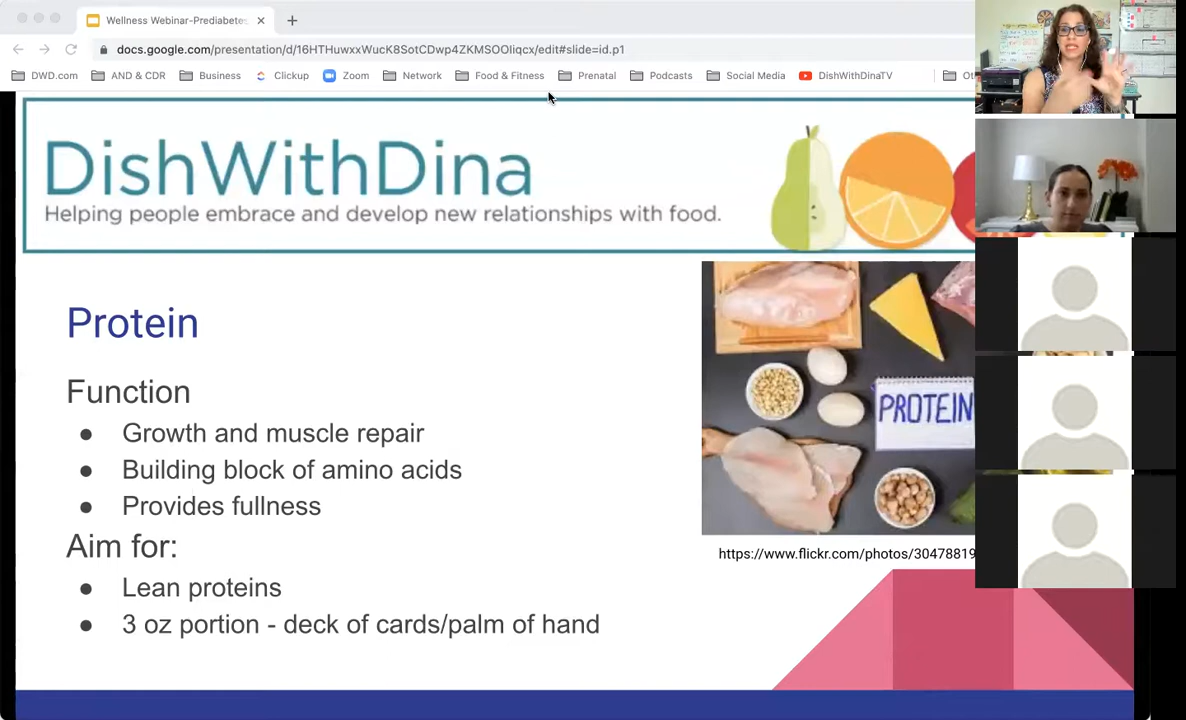 Wellness Webinar-Prediabetes
docs.google.com/presentation/d/16HTHuwxxWucK8SotCDwp4ZKMSOOliqcx/edit#slide=id.p1
DWD.com AND & CDR Business Clickup Zoom Network Food & Fitness Prenatal Podcasts Social Media DishWithDinaTV
DishWithDina
Helping people embrace and develop new relationships with food.
Protein
Function
● Growth and muscle repair
● Building block of amino acids
● Provides fullness
Aim for:
● Lean proteins
● 3 oz portion - deck of cards/palm of hand
PROTEIN
https://www.flickr.com/photos/30478819